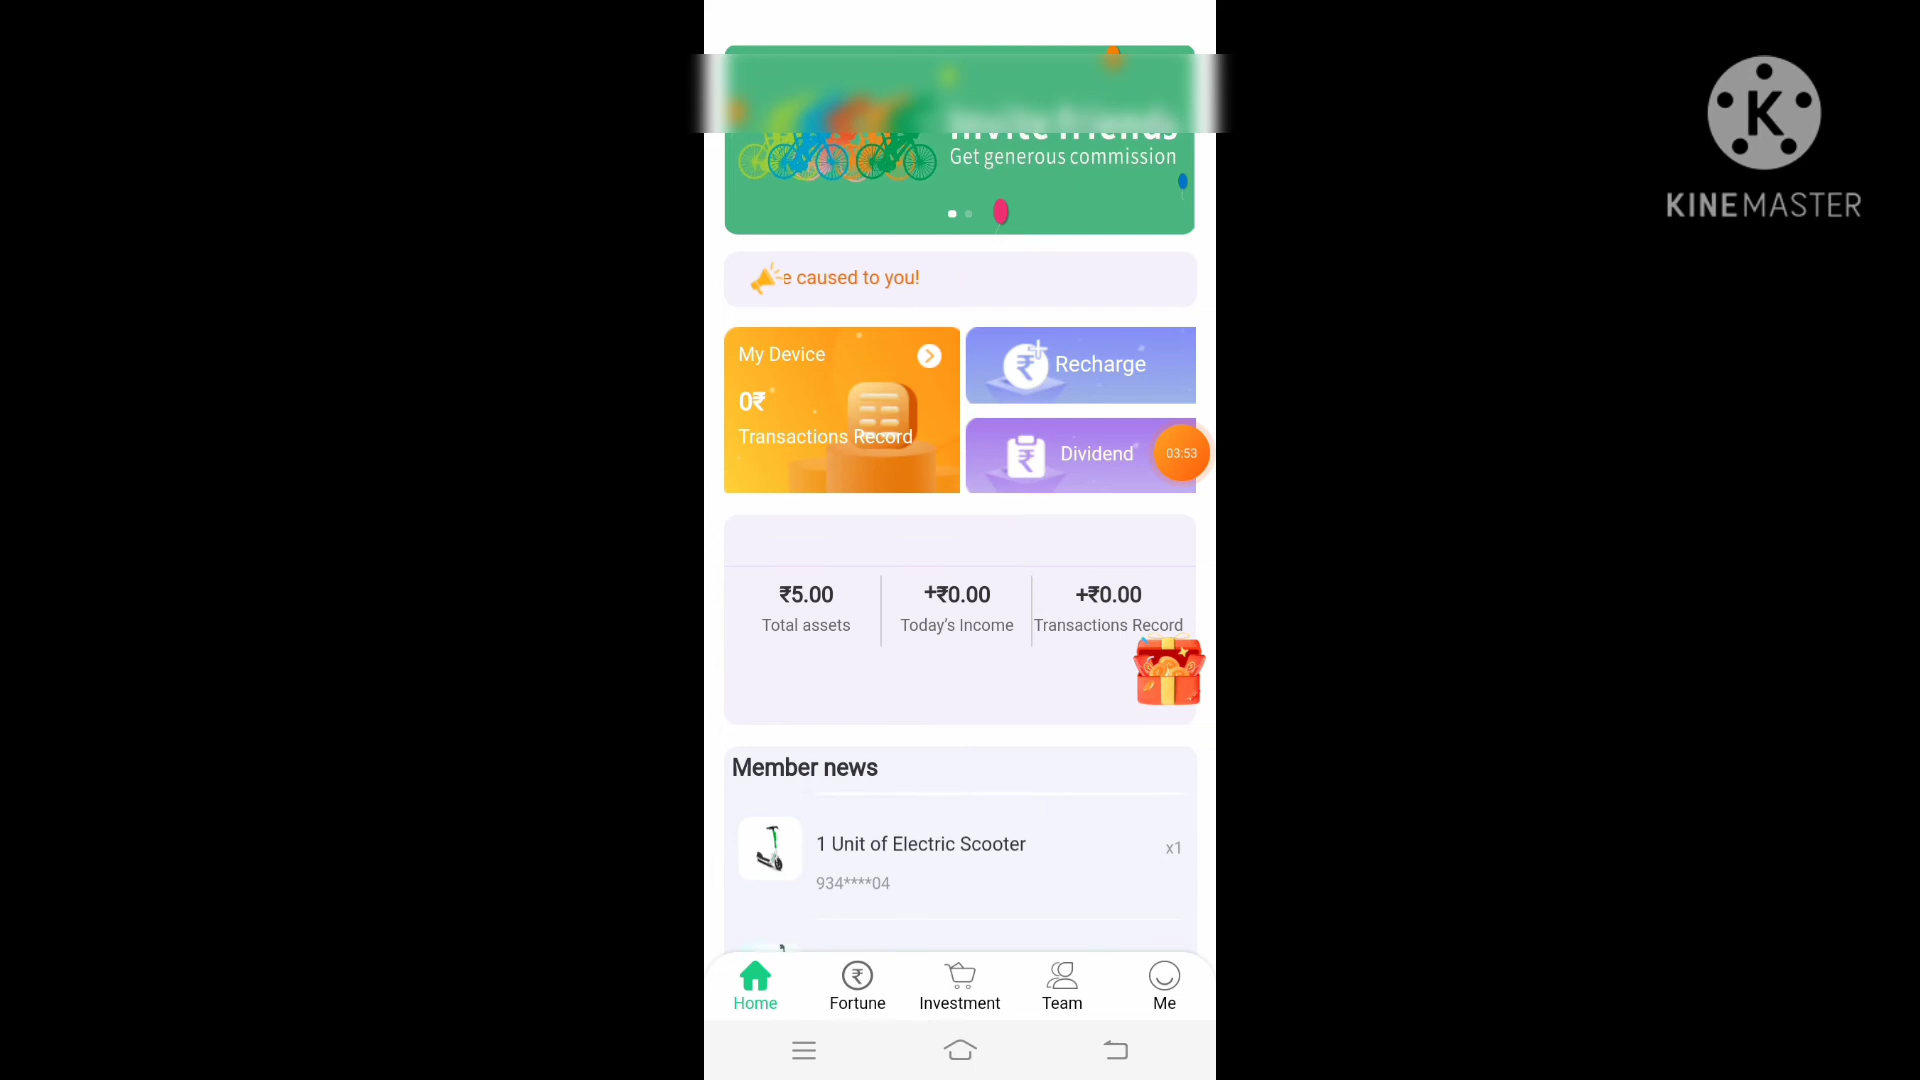 Invite friends
Get generous commission
K
KINEMASTER
e caused to you!
My Device
0₹
Transactions Record
Recharge
Dividend
03:53
₹5.00
Total assets
+₹0.00
Today's Income
+₹0.00
Transactions Record
Member news
1 Unit of Electric Scooter
x1
934****04
Home
Fortune
Investment
Team
Me